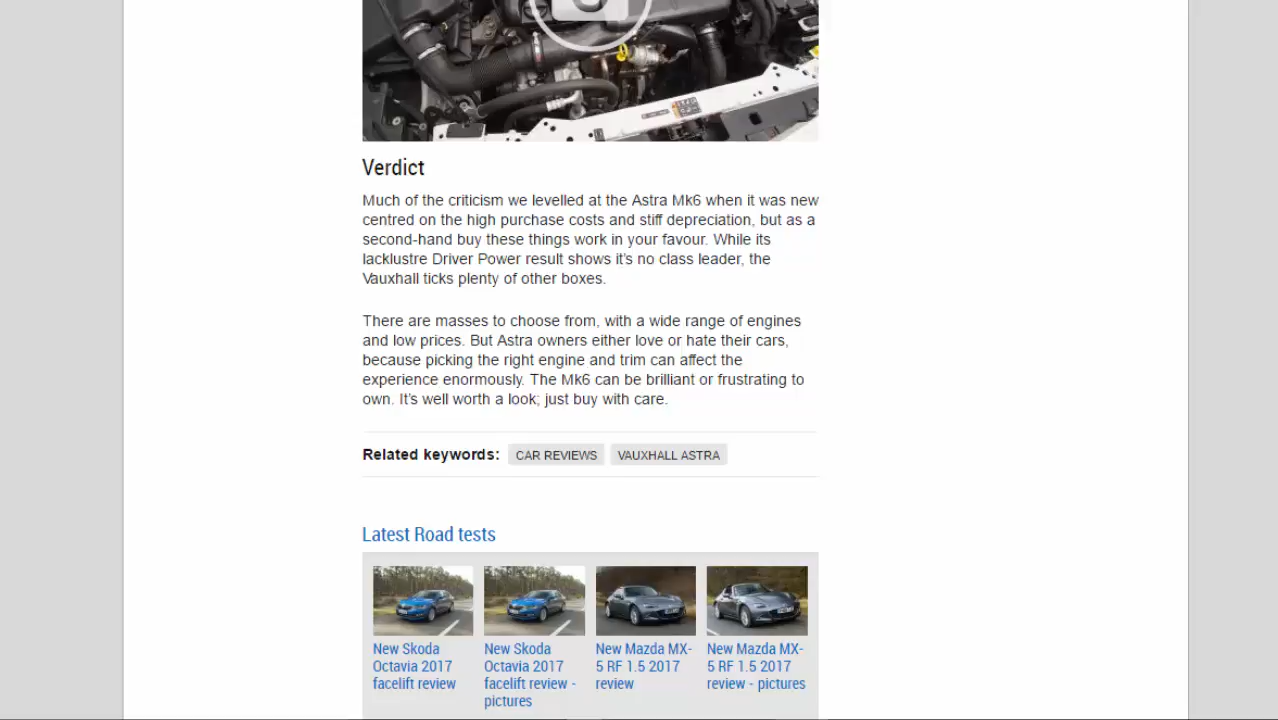 Verdict
Much of the criticism we levelled at the Astra Mk6 when it was new
centred on the high purchase costs and stiff depreciation, but as a
second-hand buy these things work in your favour. While its
lacklustre Driver Power result shows it’s no class leader, the
Vauxhall ticks plenty of other boxes.
There are masses to choose from, with a wide range of engines
and low prices. But Astra owners either love or hate their cars,
because picking the right engine and trim can affect the
experience enormously. The Mk6 can be brilliant or frustrating to
own. It’s well worth a look; just buy with care.
Related keywords: CAR REVIEWS VAUXHALL ASTRA
Latest Road tests
New Skoda
Octavia 2017
facelift review
New Skoda
Octavia 2017
facelift review -
pictures
New Mazda MX-
5 RF 1.5 2017
review
New Mazda MX-
5 RF 1.5 2017
review - pictures